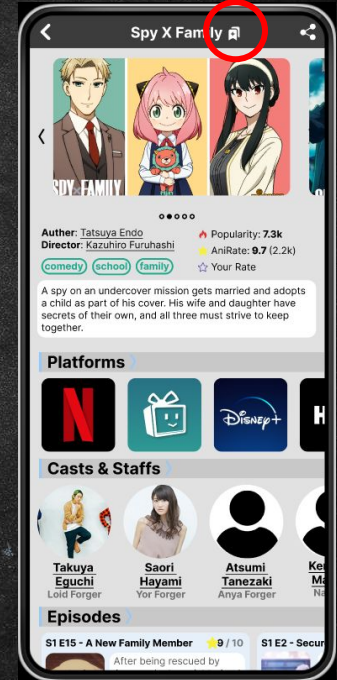 Spy X Family
SPY×FAMILY
Auther: Tatsuya Endo
Director: Kazuhiro Furuhashi
Popularity: 7.3k
AniRate: 9.7 (2.2k)
comedy school family
Your Rate
A spy on an undercover mission gets married and adopts
a child as part of his cover. His wife and daughter have
secrets of their own, and all three must strive to keep
together.
Platforms
N
Disney+
H
Casts & Staffs
Takuya
Eguchi
Loid Forger
Saori
Hayami
Yor Forger
Atsumi
Tanezaki
Anya Forger
Ke
Ma
Na
Episodes
S1 E15 - A New Family Member
9 / 10
After being rescued by
S1 E2 - Secur